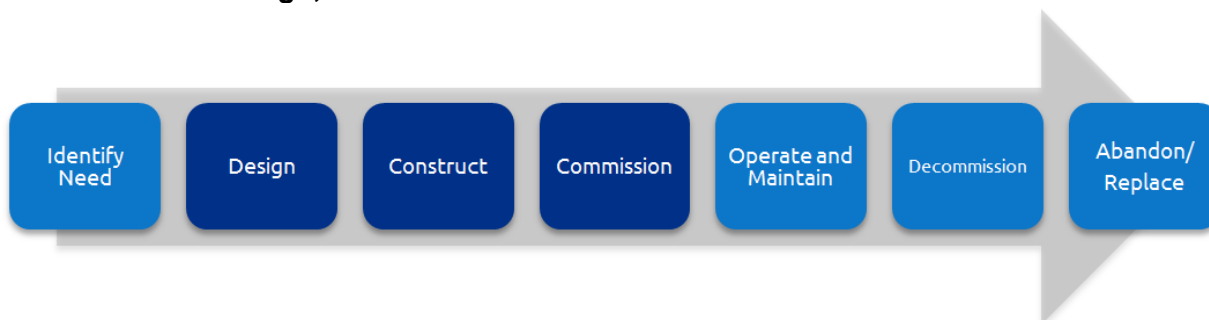 Identify
Need
Design
Construct
Commission
Operate and
Maintain
Decommission
Abandon/
Replace